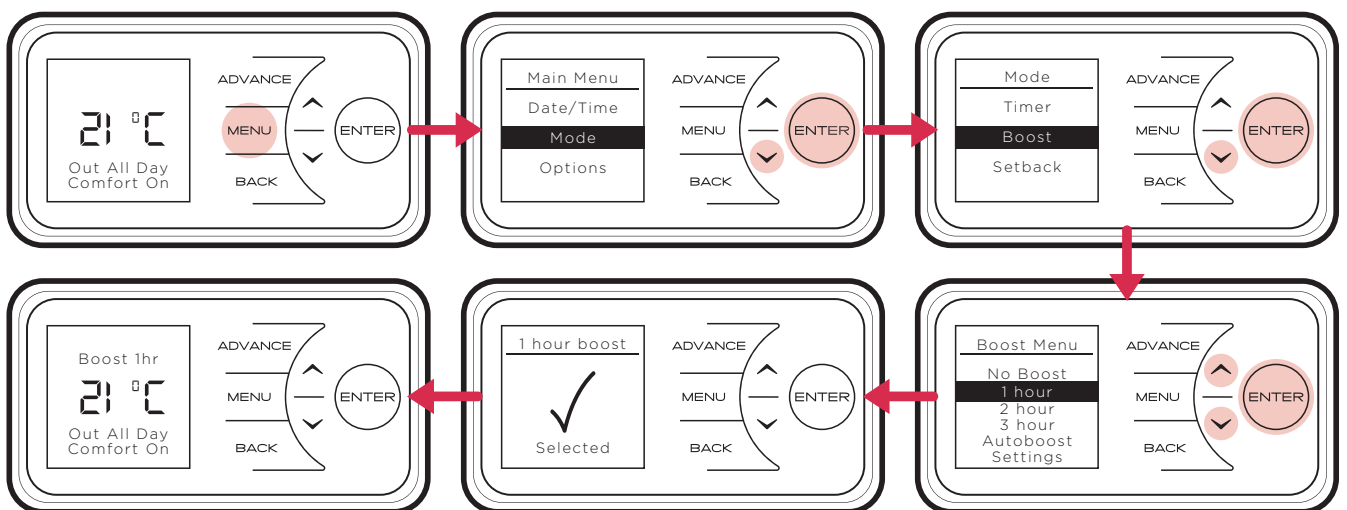 21 °C
Out All Day
Comfort On
ADVANCE
MENU
BACK
ENTER
Main Menu
Date/Time
Mode
Options
ADVANCE
MENU
BACK
ENTER
Mode
Timer
Boost
Setback
ADVANCE
MENU
BACK
ENTER
Boost Menu
No Boost
1 hour
2 hour
3 hour
Autoboost
Settings
ADVANCE
MENU
BACK
ENTER
1 hour boost
Selected
ADVANCE
MENU
BACK
ENTER
Boost 1hr
21 °C
Out All Day
Comfort On
ADVANCE
MENU
BACK
ENTER